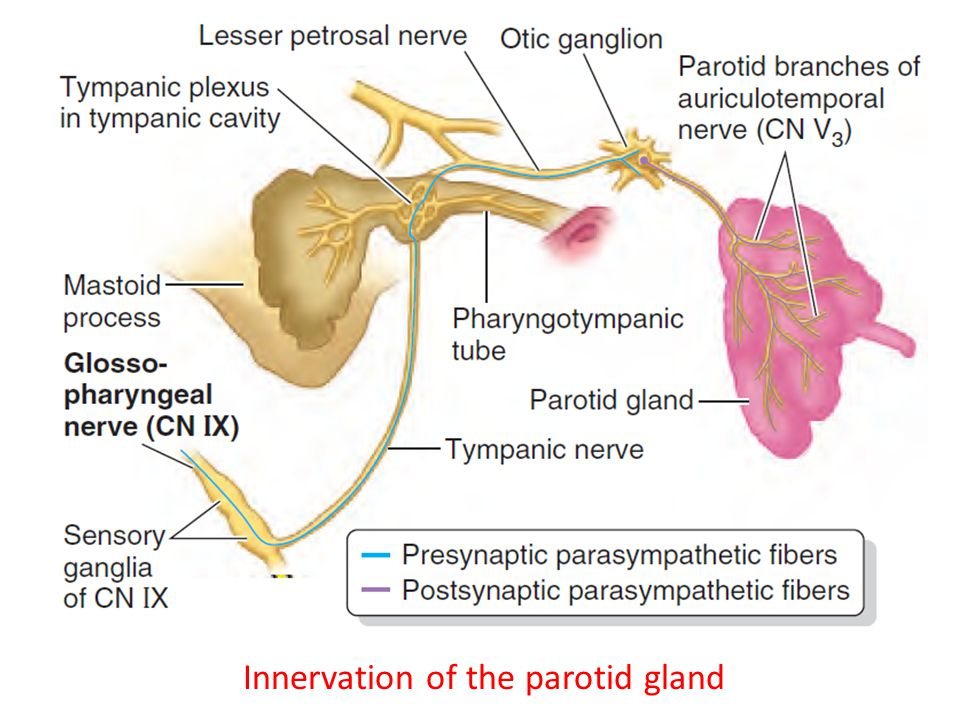 Lesser petrosal nerve
Otic ganglion
Tympanic plexus
in tympanic cavity
Parotid branches of
auriculotemporal
nerve (CN V₃)
Mastoid
process
Pharyngotympanic
tube
Glosso-
pharyngeal
nerve (CN IX)
Parotid gland
Tympanic nerve
Sensory
ganglia
of CN IX
Presynaptic parasympathetic fibers
Postsynaptic parasympathetic fibers
Innervation of the parotid gland